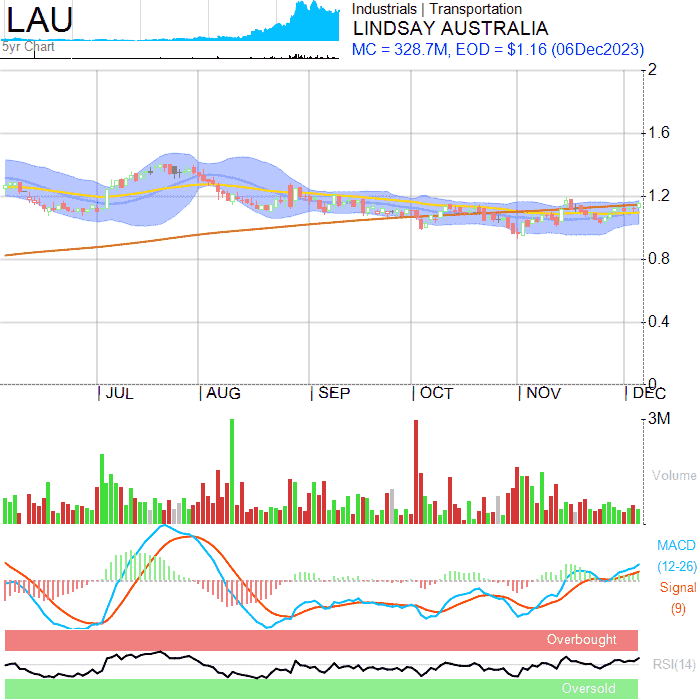 LAU
5yr Chart
Industrials | Transportation
LINDSAY AUSTRALIA
MC = 328.7M, EOD = $1.16 (06Dec2023)
2
1.6
1.2
0.8
0.4
0
JUL AUG SEP OCT NOV DEC
3M
Volume
MACD
(12-26)
Signal
(9)
Overbought
RSI(14)
Oversold